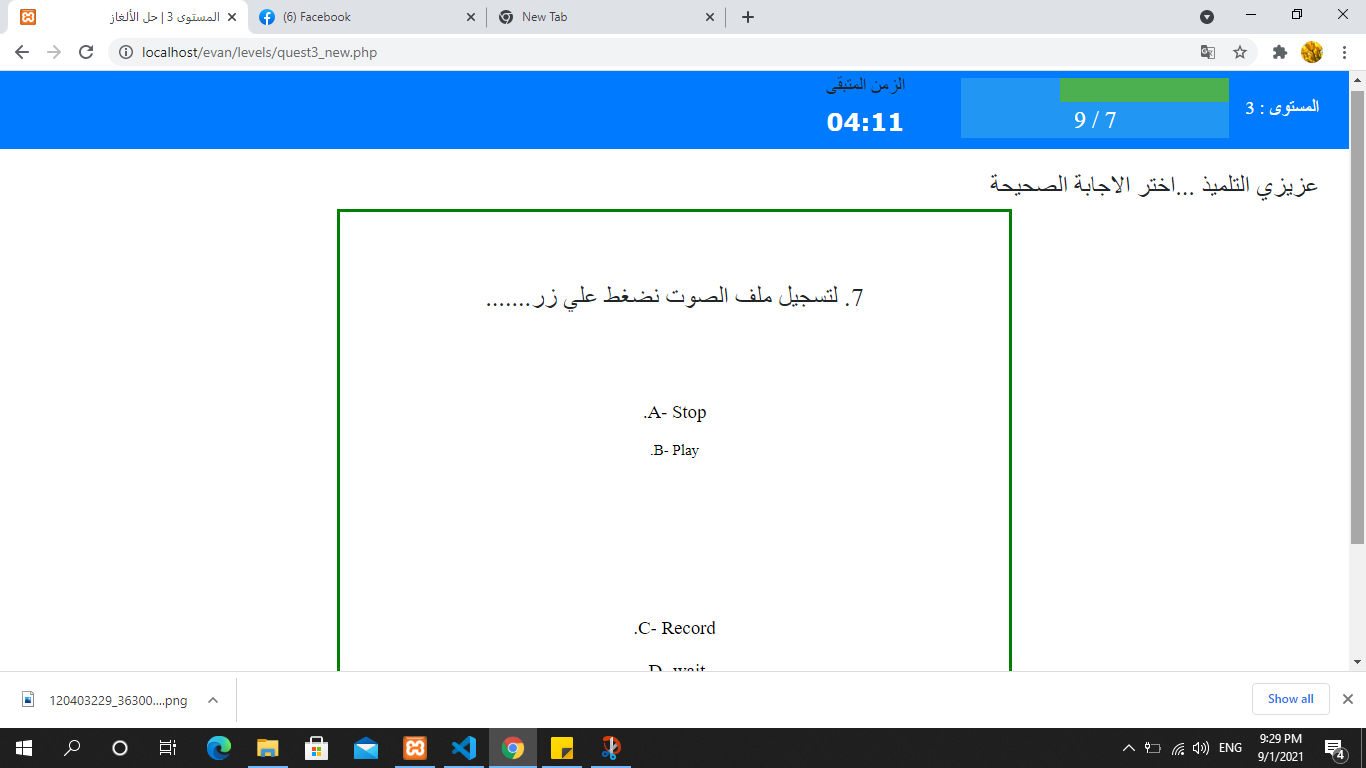 المستوى 3 | حل الألغاز
(6) Facebook
New Tab
localhost/evan/levels/quest3_new.php
المستوى : 3
9 / 7
الزمن المتبقى
04:11
عزيزي التلميذ ...اختر الاجابة الصحيحة
7. لتسجيل ملف الصوت نضغط علي زر.......
.A- Stop
.B- Play
.C- Record
D- wait
120403229_36300....png
Show all
ENG
9:29 PM
9/1/2021
4